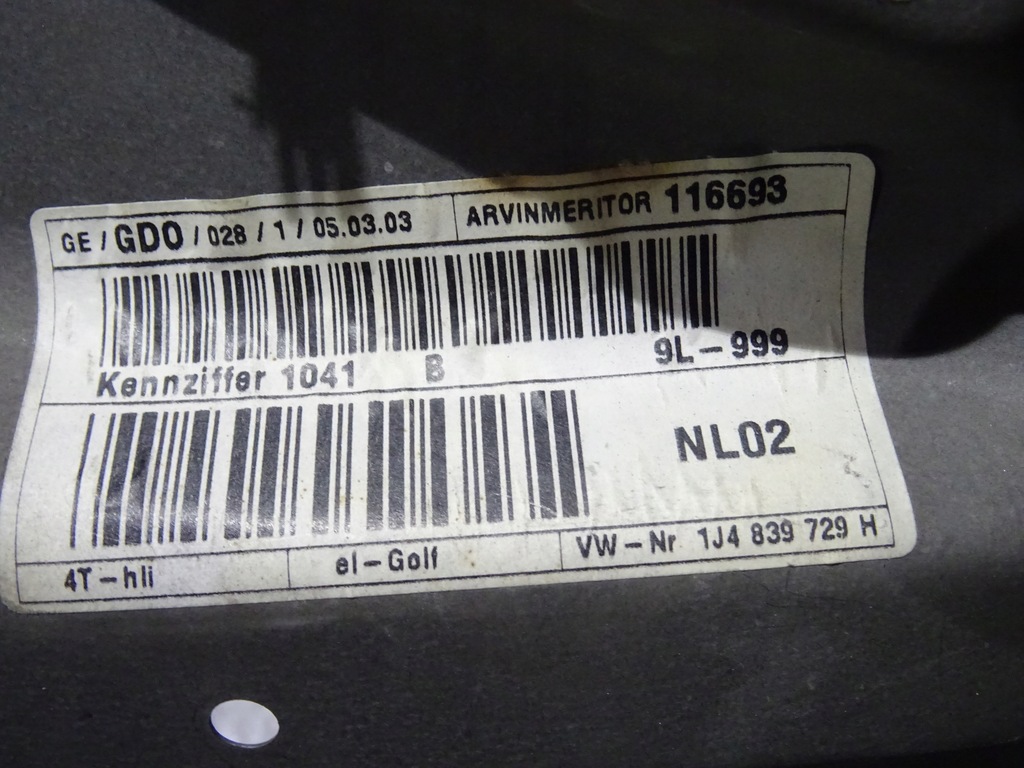 GE / GDO / 028 / 1 / 05.03.03 ARVINMERITOR 116693
Kennziffer 1041 B 9L-999
NL02
4T-hli el-Golf VW-Nr 1J4 839 729 H